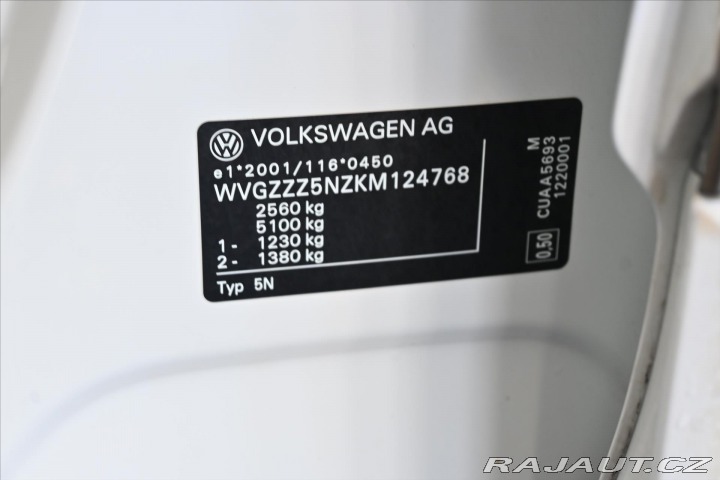 VOLKSWAGEN AG
e1*2001/116*0450
WVGZZZ5NZKM124768
2560 kg
5100 kg
1- 1230 kg
2- 1380 kg
Typ 5N
0,50
CUAA5693 M
1220001
RAJAUT.CZ